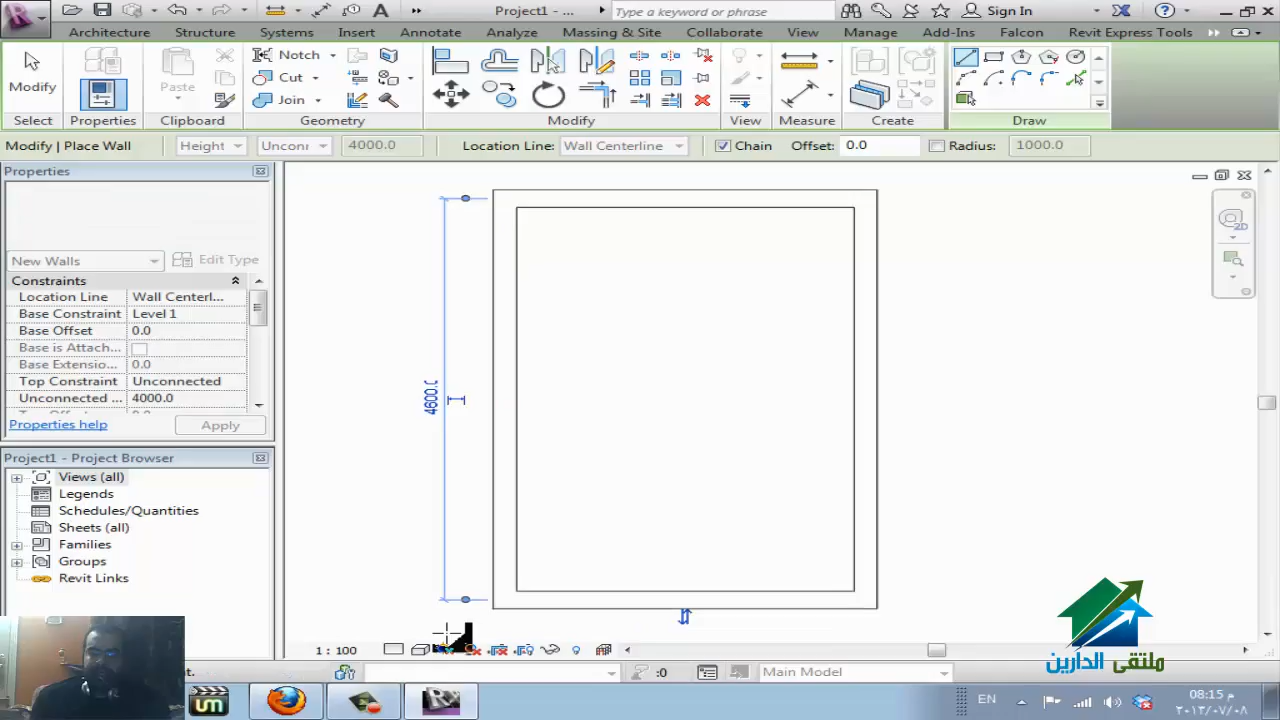 Project1 - ...
Type a keyword or phrase
Sign In
Architecture Structure Systems Insert Annotate Analyze Massing & Site Collaborate View Manage Add-Ins Falcon Revit Express Tools
Modify
Paste
Notch
Cut
Join
Select Properties Clipboard Geometry Modify View Measure Create Draw
Modify | Place Wall
Height
4000.0
Location Line:
Wall Centerline
Chain
Offset:
0.0
Radius:
1000.0
Properties
New Walls
Edit Type
Constraints
Location Line Wall Centerl...
Base Constraint Level 1
Base Offset 0.0
Base is Attach...
Base Extensio... 0.0
Top Constraint Unconnected
Unconnected ... 4000.0
Properties help
Apply
Project1 - Project Browser
Views (all)
Legends
Schedules/Quantities
Sheets (all)
Families
Groups
Revit Links
2D
1 : 100
:0
Main Model
ملتقى الدارين
um
EN
08:15 م
٢٠١٣/٠٧/٠٨